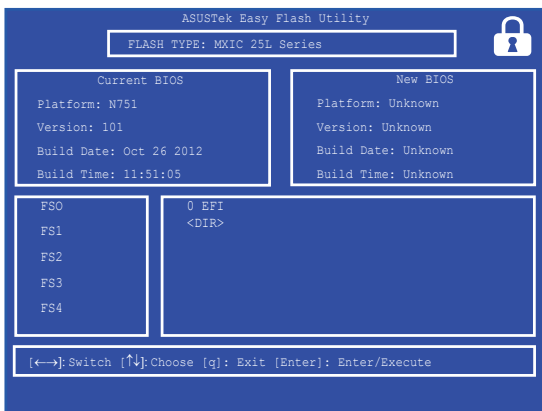 ASUSTek Easy Flash Utility
FLASH TYPE: MXIC 25L Series
Current BIOS
Platform: N751
Version: 101
Build Date: Oct 26 2012
Build Time: 11:51:05
New BIOS
Platform: Unknown
Version: Unknown
Build Date: Unknown
Build Time: Unknown
FSO
FS1
FS2
FS3
FS4
0 EFI
<DIR>
[←→]: Switch [↑↓]: Choose [q]: Exit [Enter]: Enter/Execute